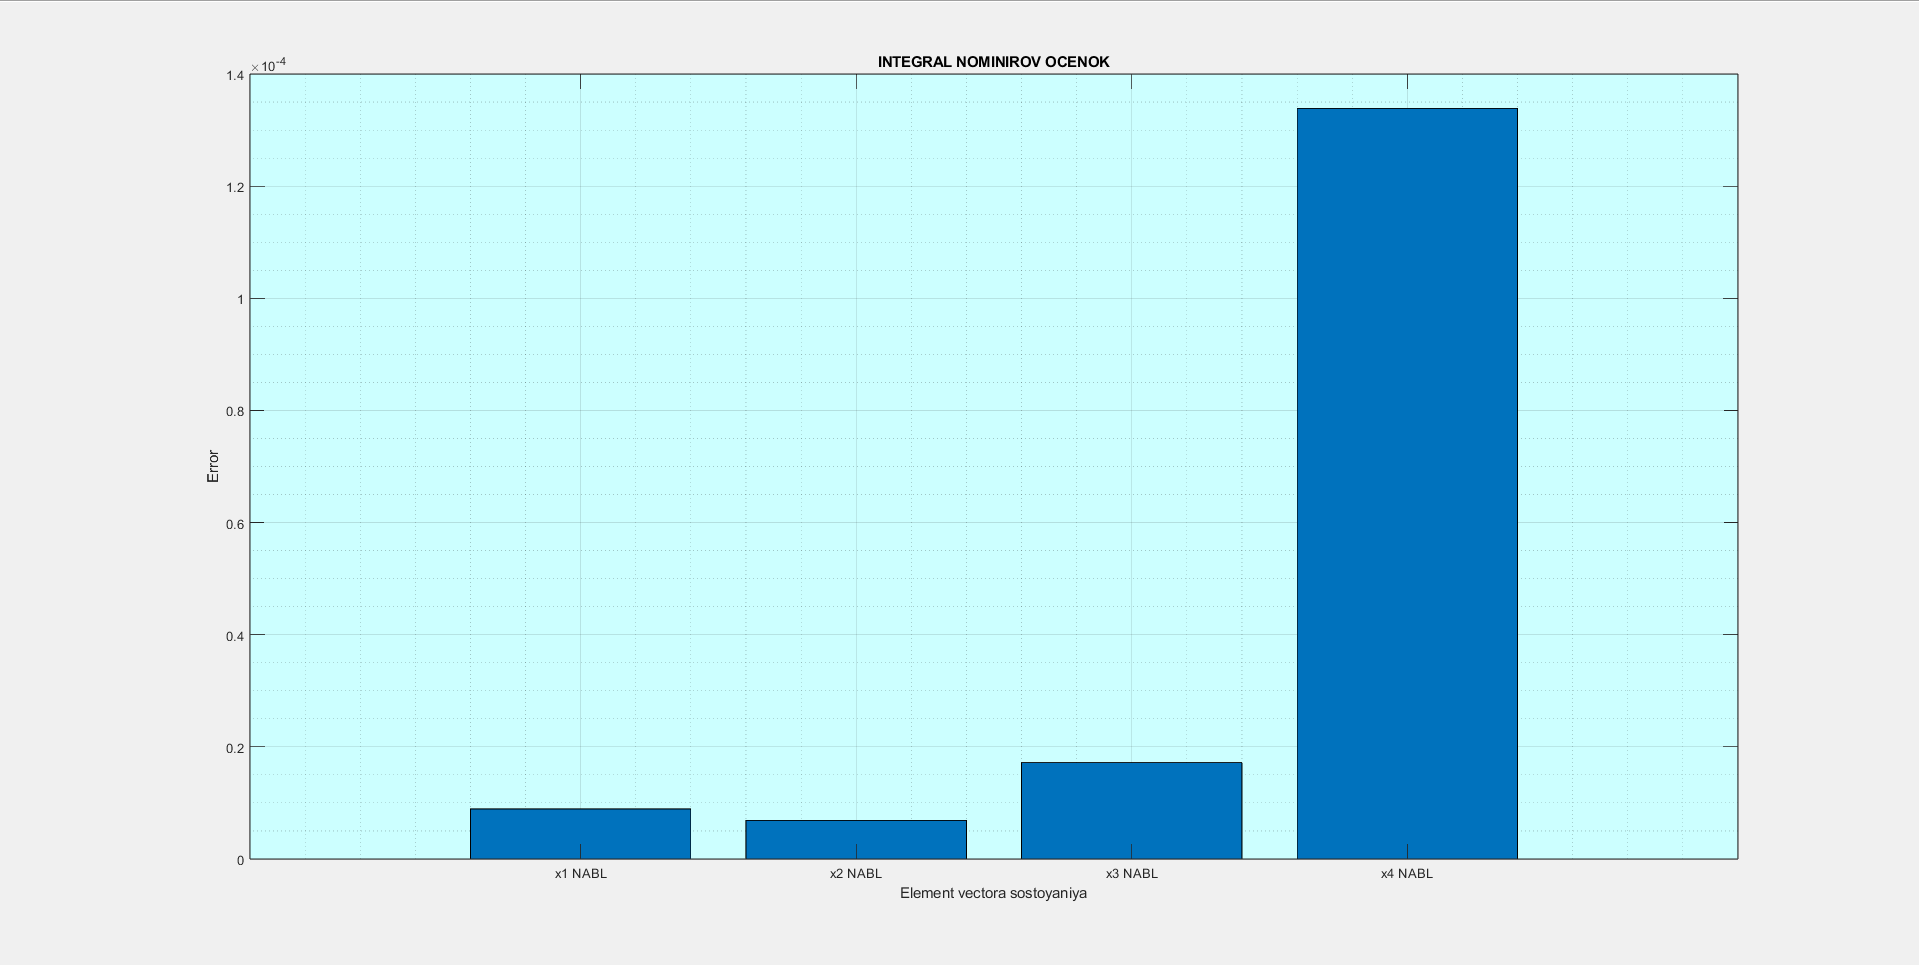 INTEGRAL NOMINIROV OCENOK
×10-4
1.4
1.2
1
0.8
0.6
0.4
0.2
0
Error
x1 NABL x2 NABL x3 NABL x4 NABL
Element vectora sostoyaniya